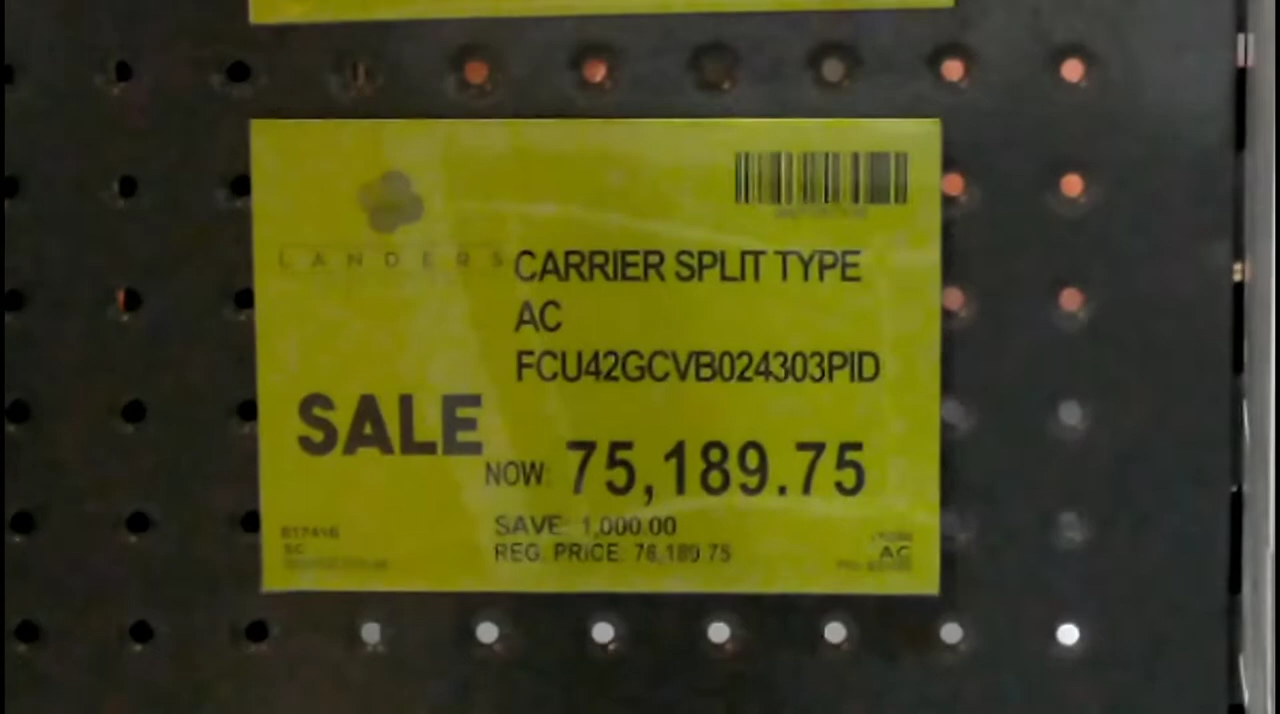 LANDERS
CARRIER SPLIT TYPE
AC
FCU42GCVB024303PID
SALE
NOW: 75,189.75
SAVE: 1,000.00
REG. PRICE: 76,189.75
SC
AC